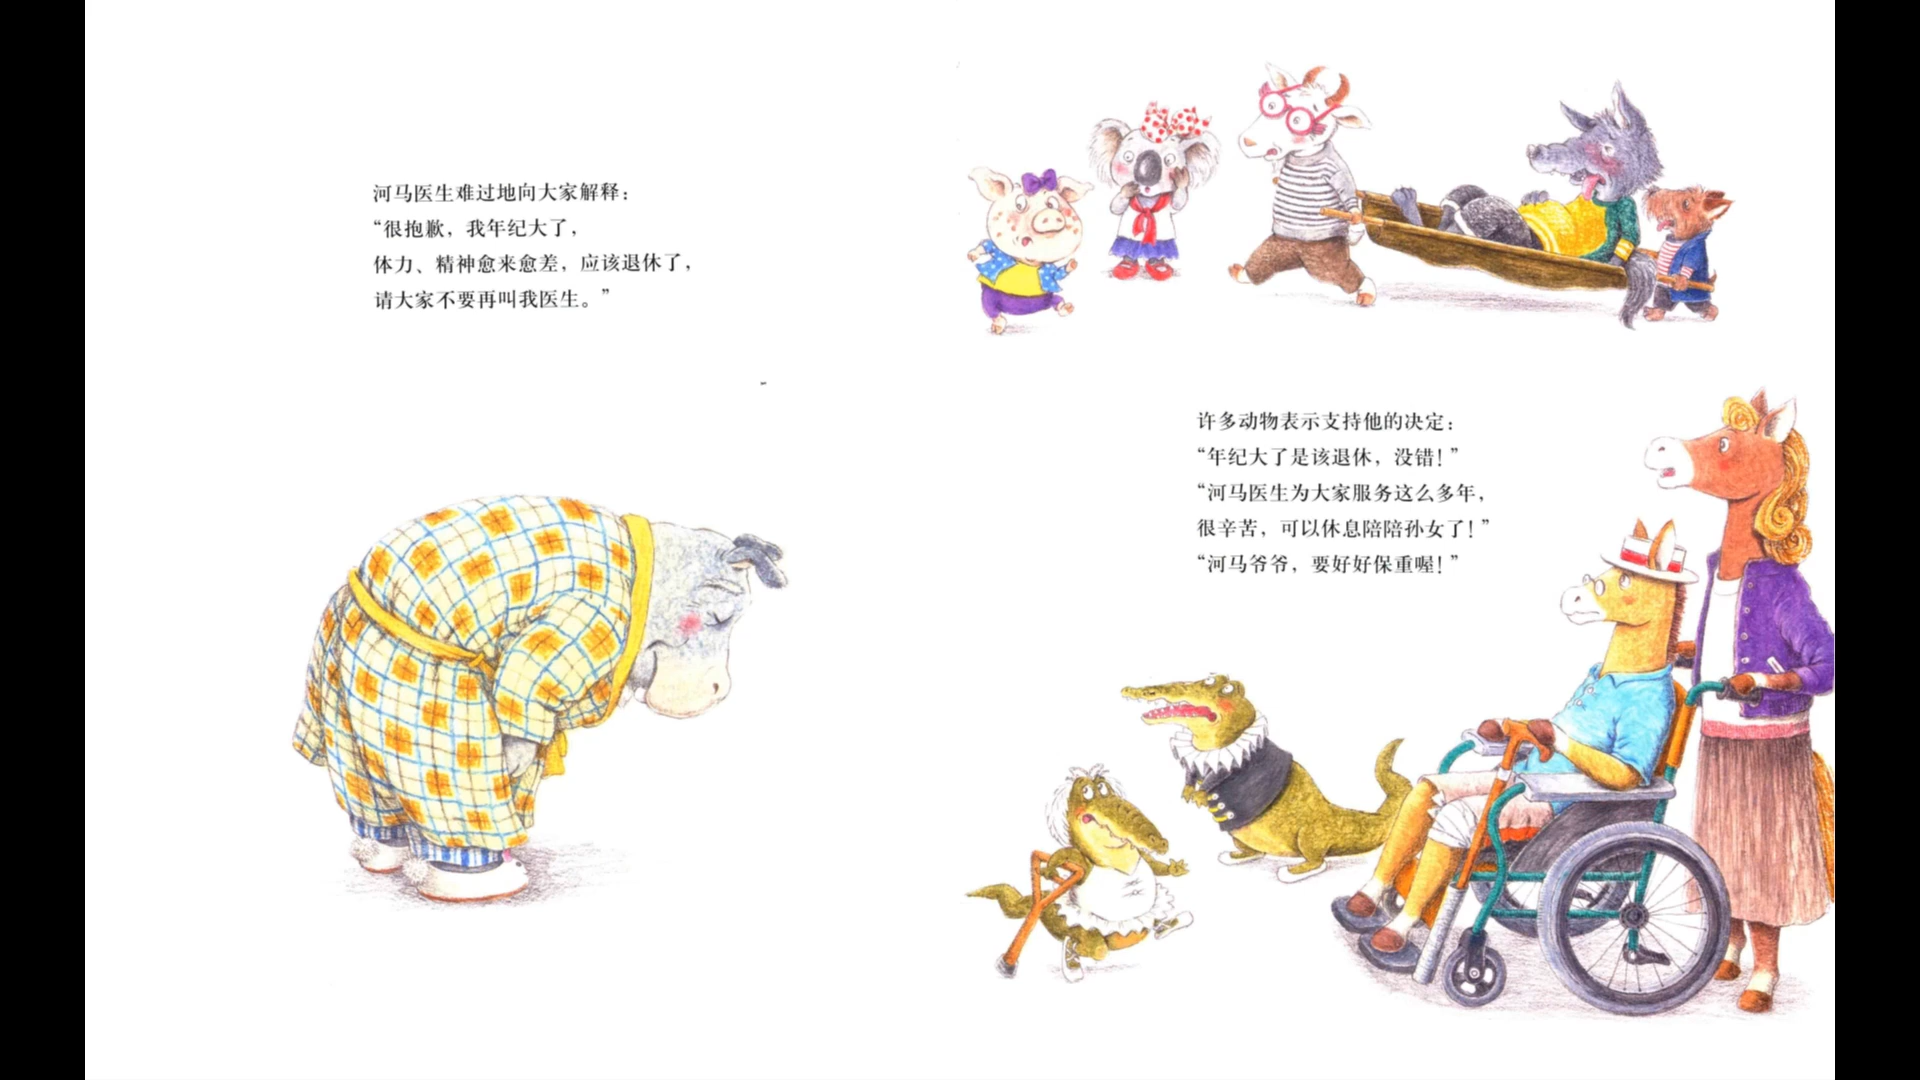 河马医生难过地向大家解释：
“很抱歉，我年纪大了，
体力、精神愈来愈差，应该退休了，
请大家不要再叫我医生。”
许多动物表示支持他的决定：
“年纪大了是该退休，没错！”
“河马医生为大家服务这么多年，
很辛苦，可以休息陪陪孙女了！”
“河马爷爷，要好好保重喔！”